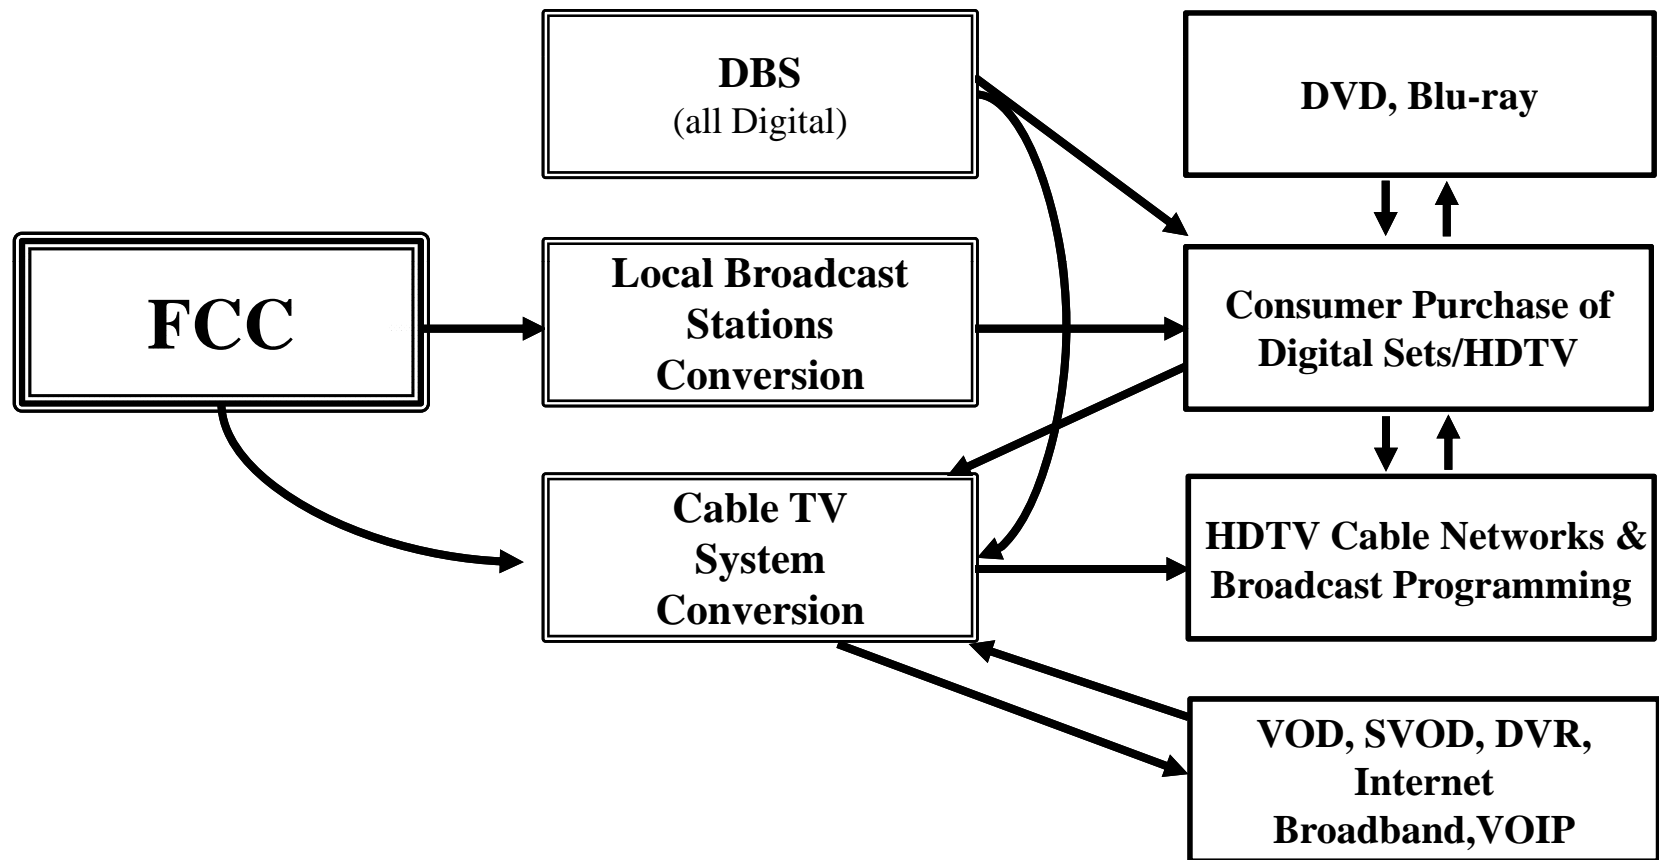 DBS
(all Digital)
DVD, Blu-ray
FCC
Local Broadcast
Stations
Conversion
Consumer Purchase of
Digital Sets/HDTV
Cable TV
System
Conversion
HDTV Cable Networks &
Broadcast Programming
VOD, SVOD, DVR,
Internet
Broadband,VOIP